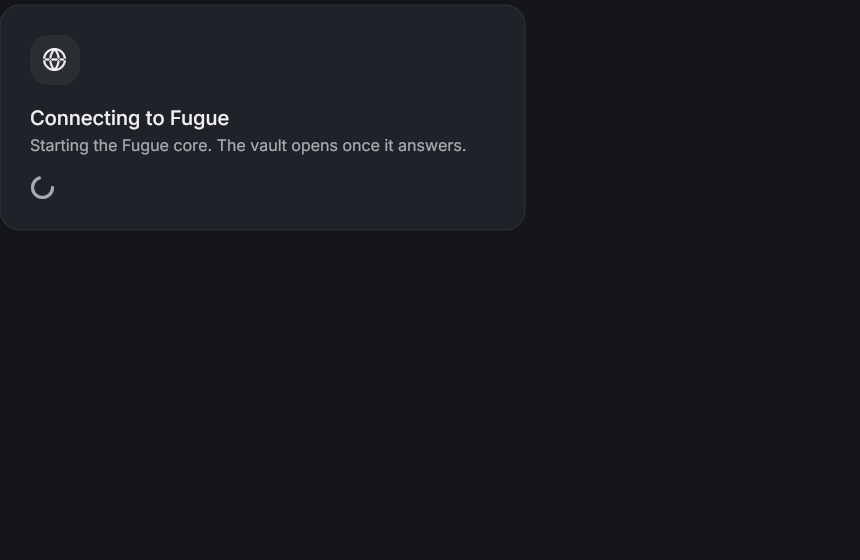 Connecting to Fugue
Starting the Fugue core. The vault opens once it answers.